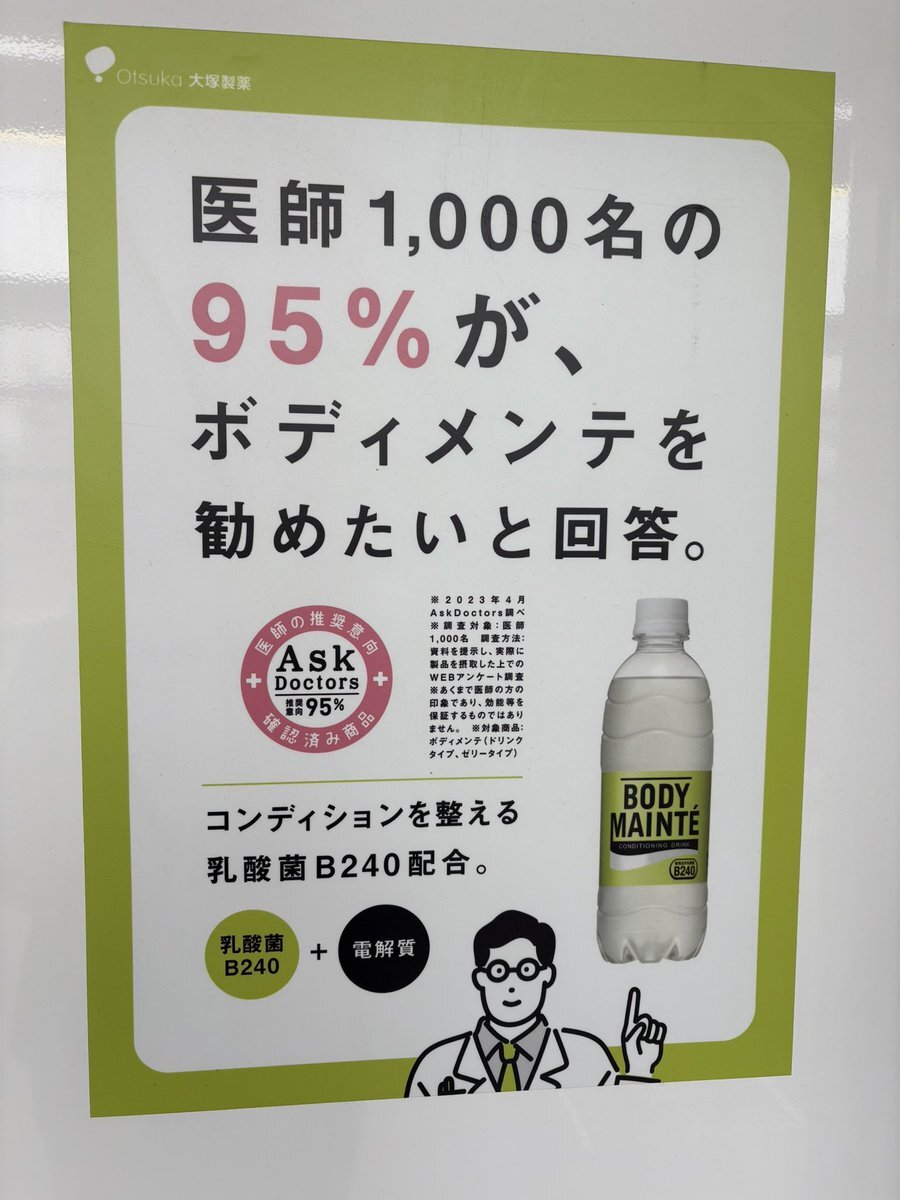 Otsuka 大塚製薬
医師1,000名の
95%が、
ボディメンテを
勧めたいと回答。
医師の推奨意向
Ask
Doctors
推奨
意向 95%
確認済み商品
※2023年4月
AskDoctors調べ
※調査対象：医師
1,000名 調査方法：
資料を提示し、実際に
製品を摂取した上での
WEBアンケート調査
※あくまで医師の方の
印象であり、効能等を
保証するものではあり
ません。 ※対象商品：
ボディメンテ（ドリンク
タイプ、ゼリータイプ）
コンディションを整える
乳酸菌B240配合。
乳酸菌
B240
+
電解質
BODY
MAINTÉ
CONDITIONING DRINK
B240